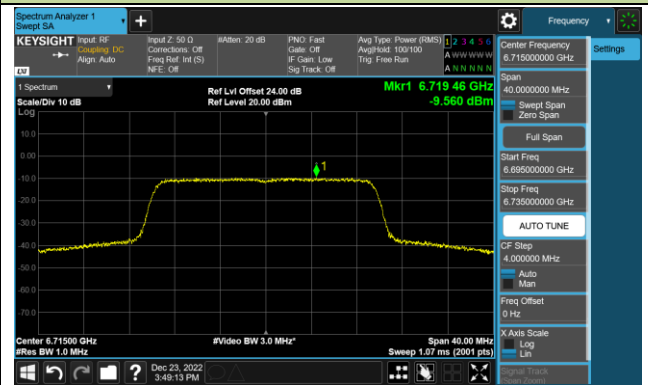 Spectrum Analyzer 1
Swept SA
+
Frequency
KEYSIGHT
Input: RF
Coupling: DC
Align: Auto
Input Z: 50 Ω
Corrections: Off
Freq Ref: Int (S)
NFE: Off
#Atten: 20 dB
PNO: Fast
Gate: Off
IF Gain: Low
Sig Track: Off
Avg Type: Power (RMS)
Avg|Hold: 100/100
Trig: Free Run
1 2 3 4 5 6
A W W W W W
A N N N N N
LXI
1 Spectrum
Scale/Div 10 dB
Log
Ref Lvl Offset 24.00 dB
Ref Level 20.00 dBm
Mkr1 6.719 46 GHz
-9.560 dBm
10.0
0.00
-10.0
-20.0
-30.0
-40.0
-50.0
-60.0
-70.0
1
Center 6.71500 GHz
#Res BW 1.0 MHz
#Video BW 3.0 MHz*
Span 40.00 MHz
Sweep 1.07 ms (2001 pts)
Center Frequency
6.715000000 GHz
Settings
Span
40.0000000 MHz
Swept Span
Zero Span
Full Span
Start Freq
6.695000000 GHz
Stop Freq
6.735000000 GHz
AUTO TUNE
CF Step
4.000000 MHz
Auto
Man
Freq Offset
0 Hz
X Axis Scale
Log
Lin
Signal Track
(Span Zoom)
?
Dec 23, 2022
3:49:13 PM